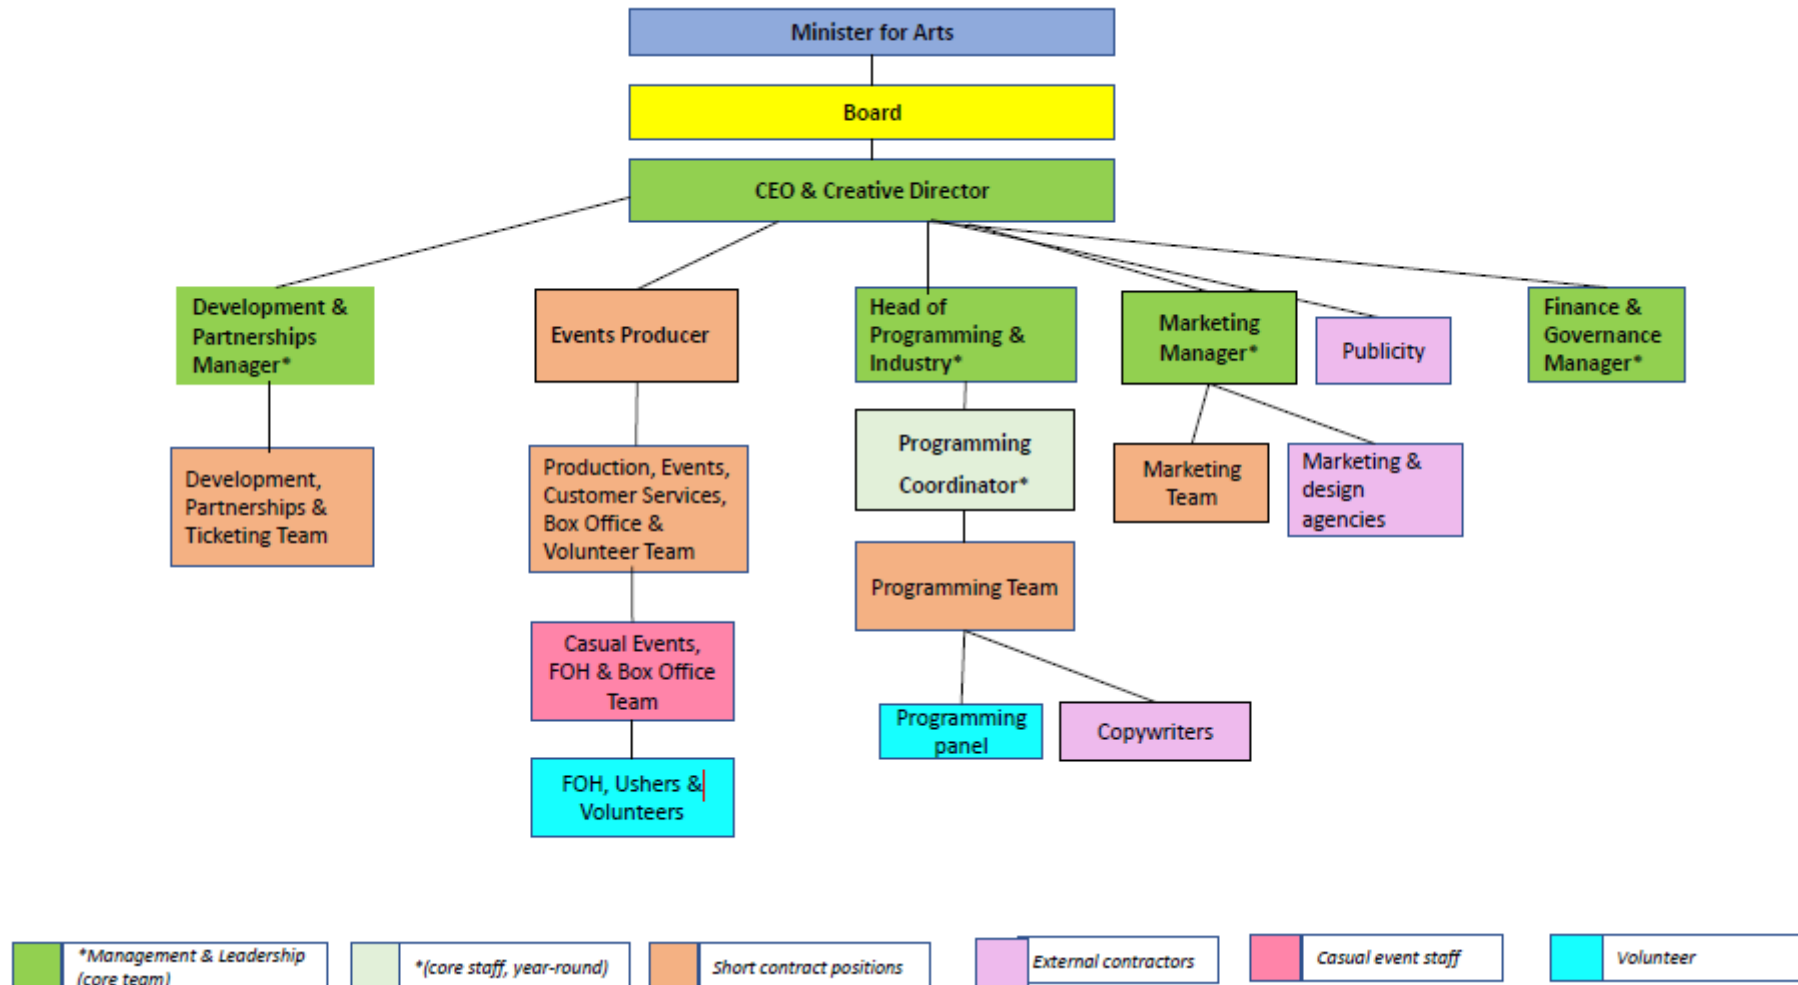 Minister for Arts
Board
CEO & Creative Director
Development &
Partnerships
Manager*
Events Producer
Head of
Programming &
Industry*
Marketing
Manager*
Publicity
Finance &
Governance
Manager*
Development,
Partnerships &
Ticketing Team
Production, Events,
Customer Services,
Box Office &
Volunteer Team
Programming
Coordinator*
Marketing
Team
Marketing &
design
agencies
Programming Team
Casual Events,
FOH & Box Office
Team
Programming
panel
Copywriters
FOH, Ushers &
Volunteers
*Management & Leadership
(core team)
*(core staff, year-round)
Short contract positions
External contractors
Casual event staff
Volunteer